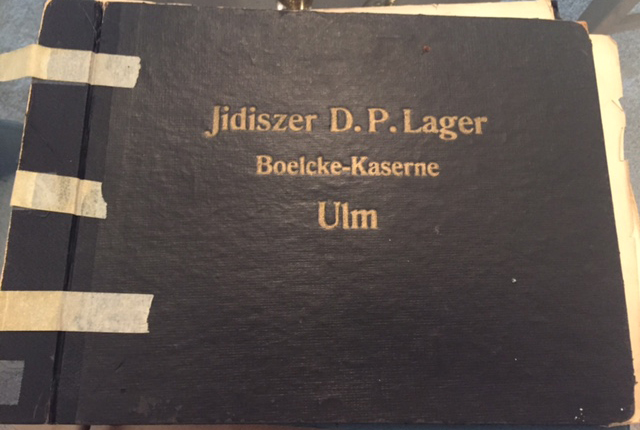 Jidiszer D.P. Lager
Boelcke-Kaserne
Ulm